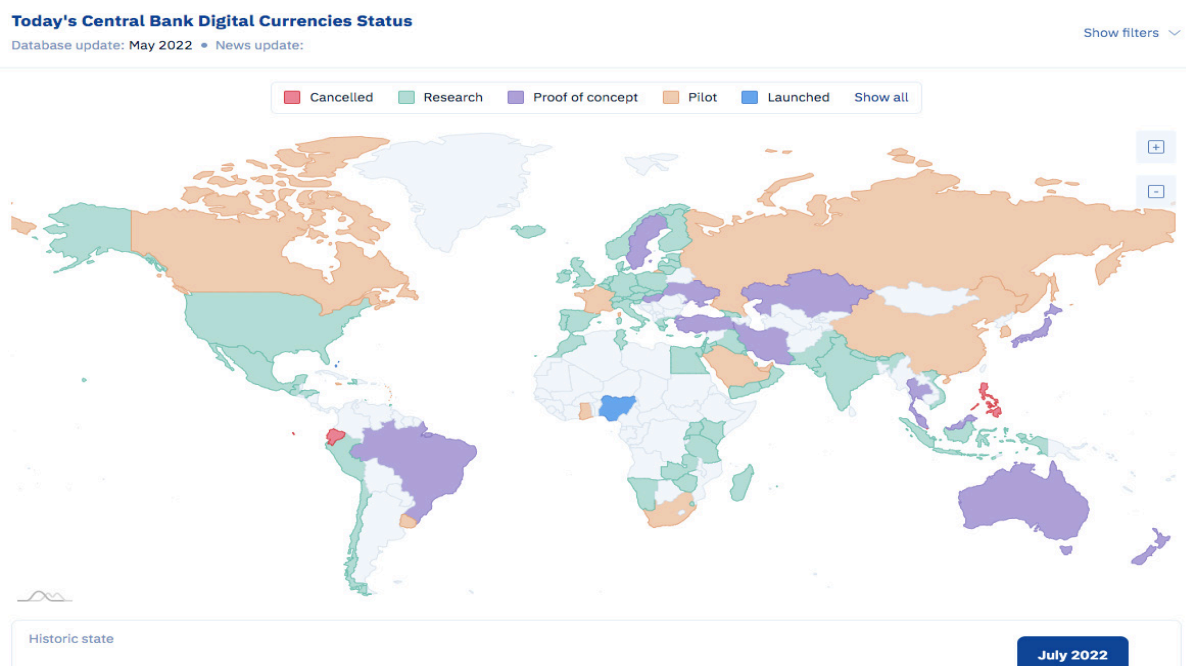 Today's Central Bank Digital Currencies Status
Database update: May 2022 • News update:
Show filters
Cancelled Research Proof of concept Pilot Launched Show all
+
-
Historic state
July 2022